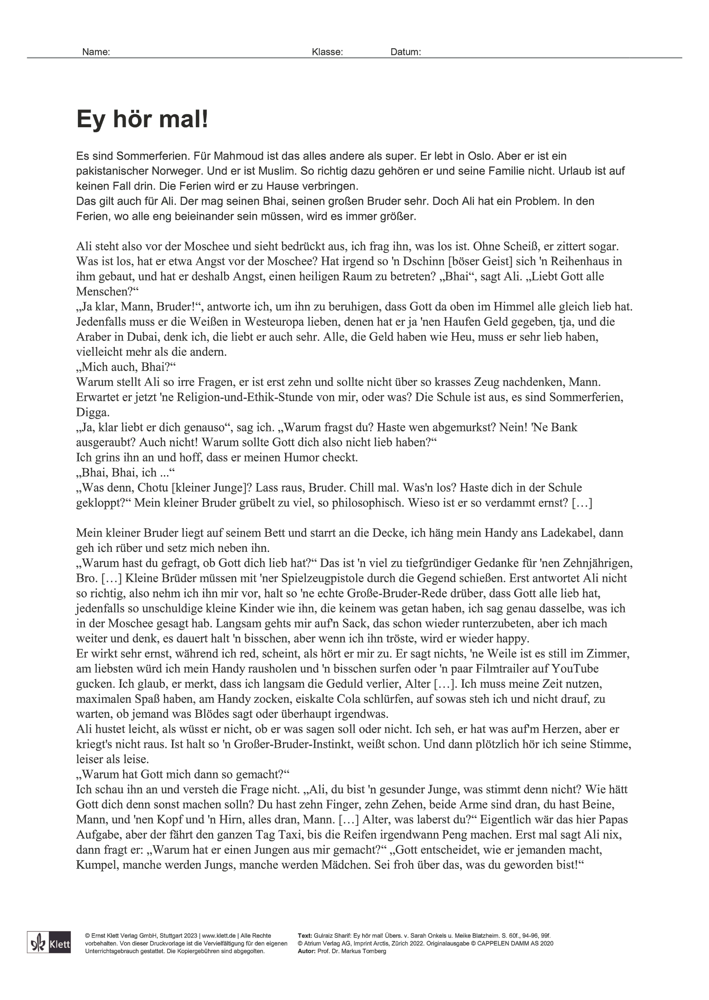 Name:
Klasse:
Datum:
Ey hör mal!
Es sind Sommerferien. Für Mahmoud ist das alles andere als super. Er lebt in Oslo. Aber er ist ein
pakistanischer Norweger. Und er ist Muslim. So richtig dazu gehören er und seine Familie nicht. Urlaub ist auf
keinen Fall drin. Die Ferien wird er zu Hause verbringen.
Das gilt auch für Ali. Der mag seinen Bhai, seinen großen Bruder sehr. Doch Ali hat ein Problem. In den
Ferien, wo alle eng beieinander sein müssen, wird es immer größer.
Ali steht also vor der Moschee und sieht bedrückt aus, ich frag ihn, was los ist. Ohne Scheiß, er zittert sogar.
Was ist los, hat er etwa Angst vor der Moschee? Hat irgend so 'n Dschinn [böser Geist] sich 'n Reihenhaus in
ihm gebaut, und hat er deshalb Angst, einen heiligen Raum zu betreten? „Bhai“, sagt Ali. „Liebt Gott alle
Menschen?“
„Ja klar, Mann, Bruder!“, antworte ich, um ihn zu beruhigen, dass Gott da oben im Himmel alle gleich lieb hat.
Jedenfalls muss er die Weißen in Westeuropa lieben, denen hat er ja 'nen Haufen Geld gegeben, tja, und die
Araber in Dubai, denk ich, die liebt er auch sehr. Alle, die Geld haben wie Heu, muss er sehr lieb haben,
vielleicht mehr als die andern.
„Mich auch, Bhai?“
Warum stellt Ali so irre Fragen, er ist erst zehn und sollte nicht über so krasses Zeug nachdenken, Mann.
Erwartet er jetzt 'ne Religion-und-Ethik-Stunde von mir, oder was? Die Schule ist aus, es sind Sommerferien,
Digga.
„Ja, klar liebt er dich genauso“, sag ich. „Warum fragst du? Haste wen abgemurkst? Nein! 'Ne Bank
ausgeraubt? Auch nicht! Warum sollte Gott dich also nicht lieb haben?“
Ich grins ihn an und hoff, dass er meinen Humor checkt.
„Bhai, Bhai, ich ...“
„Was denn, Chotu [kleiner Junge]? Lass raus, Bruder. Chill mal. Was'n los? Haste dich in der Schule
gekloppt?“ Mein kleiner Bruder grübelt zu viel, so philosophisch. Wieso ist er so verdammt ernst? […]
Mein kleiner Bruder liegt auf seinem Bett und starrt an die Decke, ich häng mein Handy ans Ladekabel, dann
geh ich rüber und setz mich neben ihn.
„Warum hast du gefragt, ob Gott dich lieb hat?“ Das ist 'n viel zu tiefgründiger Gedanke für 'nen Zehnjährigen,
Bro. […] Kleine Brüder müssen mit 'ner Spielzeugpistole durch die Gegend schießen. Erst antwortet Ali nicht
so richtig, also nehm ich ihn mir vor, halt so 'ne echte Große-Bruder-Rede drüber, dass Gott alle lieb hat,
jedenfalls so unschuldige kleine Kinder wie ihn, die keinem was getan haben, ich sag genau dasselbe, was ich
in der Moschee gesagt hab. Langsam gehts mir auf'n Sack, das schon wieder runterzubeten, aber ich mach
weiter und denk, es dauert halt 'n bisschen, aber wenn ich ihn tröste, wird er wieder happy.
Er wirkt sehr ernst, während ich red, scheint, als hört er mir zu. Er sagt nichts, 'ne Weile ist es still im Zimmer,
am liebsten würd ich mein Handy rausholen und 'n bisschen surfen oder 'n paar Filmtrailer auf YouTube
gucken. Ich glaub, er merkt, dass ich langsam die Geduld verlier, Alter […]. Ich muss meine Zeit nutzen,
maximalen Spaß haben, am Handy zocken, eiskalte Cola schlürfen, auf sowas steh ich und nicht drauf, zu
warten, ob jemand was Blödes sagt oder überhaupt irgendwas.
Ali hustet leicht, als wüsst er nicht, ob er was sagen soll oder nicht. Ich seh, er hat was auf'm Herzen, aber er
kriegt's nicht raus. Ist halt so 'n Großer-Bruder-Instinkt, weißt schon. Und dann plötzlich hör ich seine Stimme,
leiser als leise.
„Warum hat Gott mich dann so gemacht?“
Ich schau ihn an und versteh die Frage nicht. „Ali, du bist 'n gesunder Junge, was stimmt denn nicht? Wie hätt
Gott dich denn sonst machen solln? Du hast zehn Finger, zehn Zehen, beide Arme sind dran, du hast Beine,
Mann, und 'nen Kopf und 'n Hirn, alles dran, Mann. […] Alter, was laberst du?“ Eigentlich wär das hier Papas
Aufgabe, aber der fährt den ganzen Tag Taxi, bis die Reifen irgendwann Peng machen. Erst mal sagt Ali nix,
dann fragt er: „Warum hat er einen Jungen aus mir gemacht?“ „Gott entscheidet, wie er jemanden macht,
Kumpel, manche werden Jungs, manche werden Mädchen. Sei froh über das, was du geworden bist!“
Klett
© Ernst Klett Verlag GmbH, Stuttgart 2023 | www.klett.de | Alle Rechte
vorbehalten. Von dieser Druckvorlage ist die Vervielfältigung für den eigenen
Unterrichtsgebrauch gestattet. Die Kopiergebühren sind abgegolten.
Text: Gulraiz Sharif: Ey hör mal! Übers. v. Sarah Onkels u. Meike Blatzheim. S. 60f., 94-96, 99f.
© Atrium Verlag AG, Imprint Arctis, Zürich 2022. Originalausgabe © CAPPELEN DAMM AS 2020
Autor: Prof. Dr. Markus Tomberg